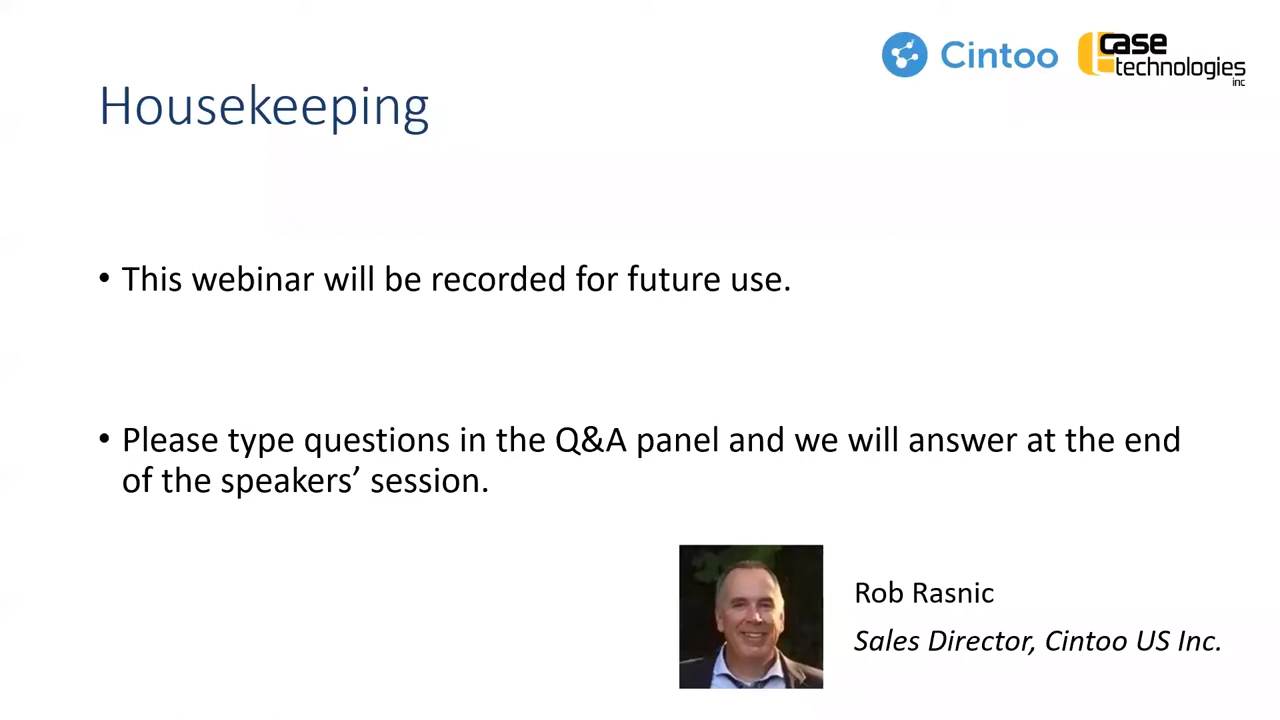 Cintoo
case
technologies
inc
Housekeeping
• This webinar will be recorded for future use.
• Please type questions in the Q&A panel and we will answer at the end
of the speakers’ session.
Rob Rasnic
Sales Director, Cintoo US Inc.